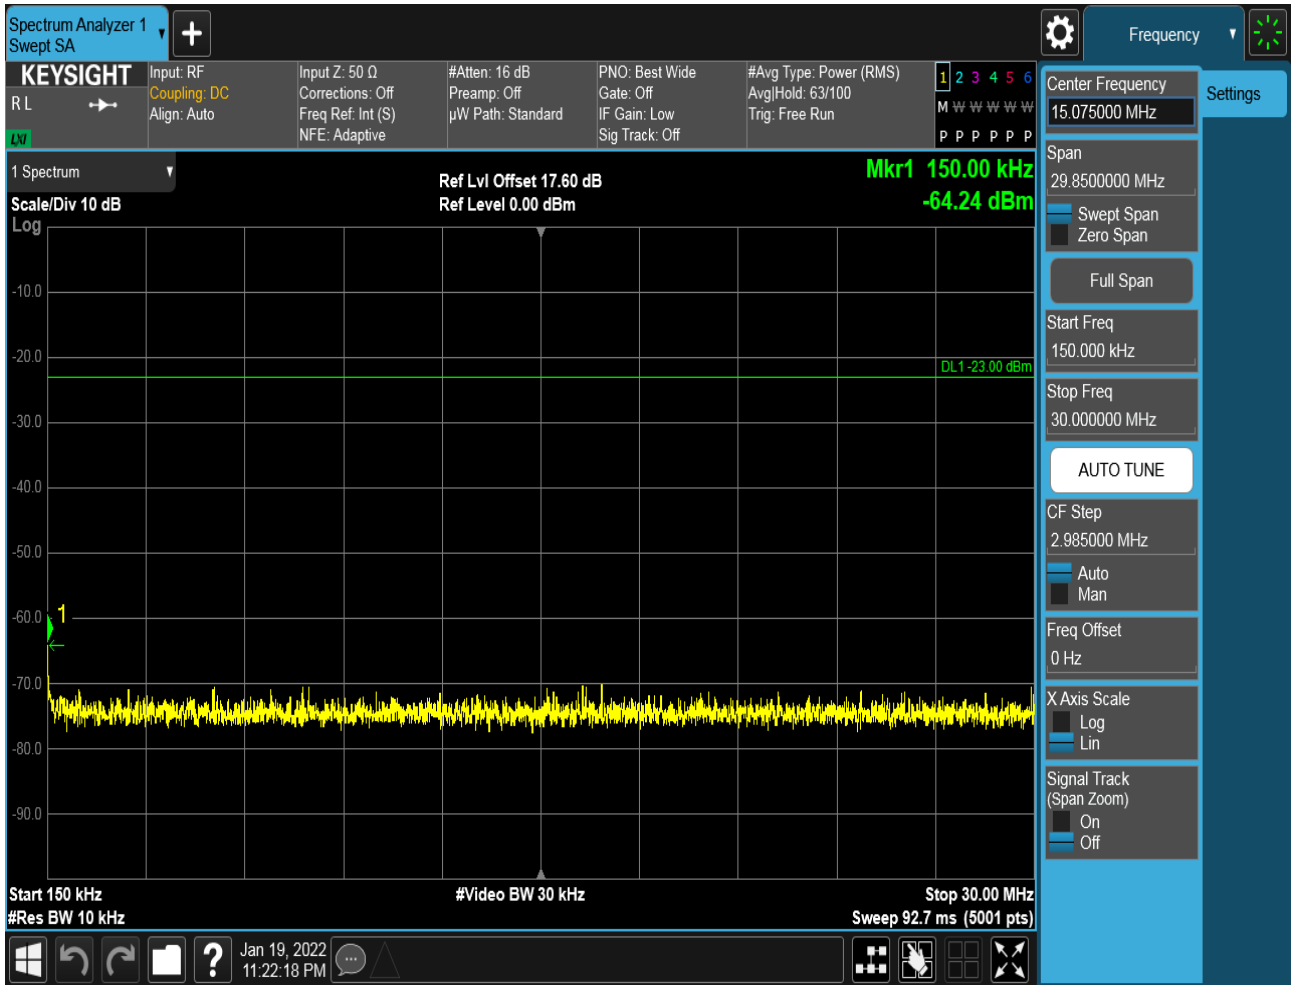 Spectrum Analyzer 1
Swept SA
Frequency
KEYSIGHT
R L
LXI
Input: RF
Coupling: DC
Align: Auto
Input Z: 50 Ω
Corrections: Off
Freq Ref: Int (S)
NFE: Adaptive
#Atten: 16 dB
Preamp: Off
µW Path: Standard
PNO: Best Wide
Gate: Off
IF Gain: Low
Sig Track: Off
#Avg Type: Power (RMS)
Avg|Hold: 63/100
Trig: Free Run
1 2 3 4 5 6
M W W W W W
P P P P P P
1 Spectrum
Scale/Div 10 dB
Log
Ref Lvl Offset 17.60 dB
Ref Level 0.00 dBm
Mkr1 150.00 kHz
-64.24 dBm
-10.0
-20.0
DL1 -23.00 dBm
-30.0
-40.0
-50.0
-60.0
1
-70.0
-80.0
-90.0
Start 150 kHz
#Video BW 30 kHz
Stop 30.00 MHz
#Res BW 10 kHz
Sweep 92.7 ms (5001 pts)
Center Frequency
15.075000 MHz
Settings
Span
29.8500000 MHz
Swept Span
Zero Span
Full Span
Start Freq
150.000 kHz
Stop Freq
30.000000 MHz
AUTO TUNE
CF Step
2.985000 MHz
Auto
Man
Freq Offset
0 Hz
X Axis Scale
Log
Lin
Signal Track
(Span Zoom)
On
Off
?
Jan 19, 2022
11:22:18 PM